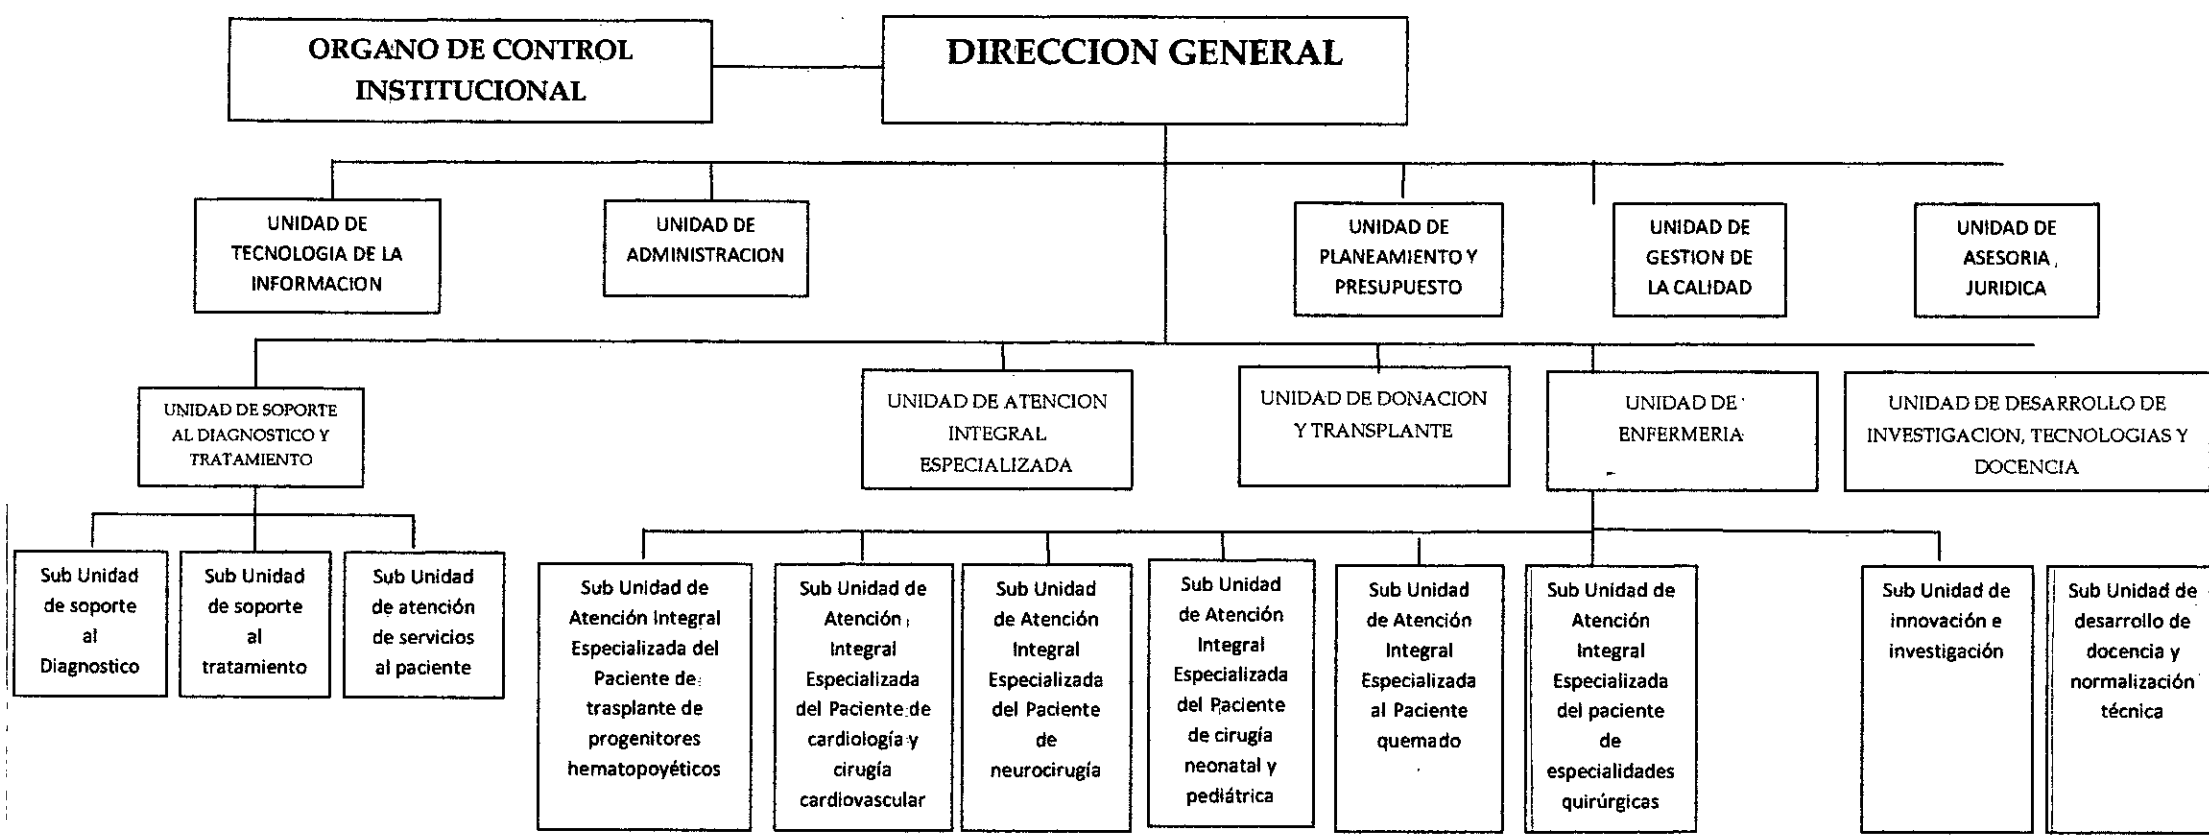 ORGANO DE CONTROL
INSTITUCIONAL
DIRECCION GENERAL
UNIDAD DE
TECNOLOGIA DE LA
INFORMACION
UNIDAD DE
ADMINISTRACION
UNIDAD DE
PLANEAMIENTO Y
PRESUPUESTO
UNIDAD DE
GESTION DE
LA CALIDAD
UNIDAD DE
ASESORIA
JURIDICA
UNIDAD DE SOPORTE
AL DIAGNOSTICO Y
TRATAMIENTO
UNIDAD DE ATENCION
INTEGRAL
ESPECIALIZADA
UNIDAD DE DONACION
Y TRANSPLANTE
UNIDAD DE
ENFERMERIA
UNIDAD DE DESARROLLO DE
INVESTIGACION, TECNOLOGIAS Y
DOCENCIA
Sub Unidad
de soporte
al
Diagnostico
Sub Unidad
de soporte
al
tratamiento
Sub Unidad
de atención
de servicios
al paciente
Sub Unidad de
Atención Integral
Especializada del
Paciente de
trasplante de
progenitores
hematopoyéticos
Sub Unidad de
Atención
Integral
Especializada
del Paciente de
cardiología y
cirugía
cardiovascular
Sub Unidad
de Atención
Integral
Especializada
del Paciente
de
neurocirugía
Sub Unidad
de Atención
Integral
Especializada
del Paciente
de cirugía
neonatal y
pediátrica
Sub Unidad
de Atención
Integral
Especializada
al Paciente
quemado
Sub Unidad de
Atención
Integral
Especializada
del paciente
de
especialidades
quirúrgicas
Sub Unidad de
innovación e
investigación
Sub Unidad de
desarrollo de
docencia y
normalización
técnica